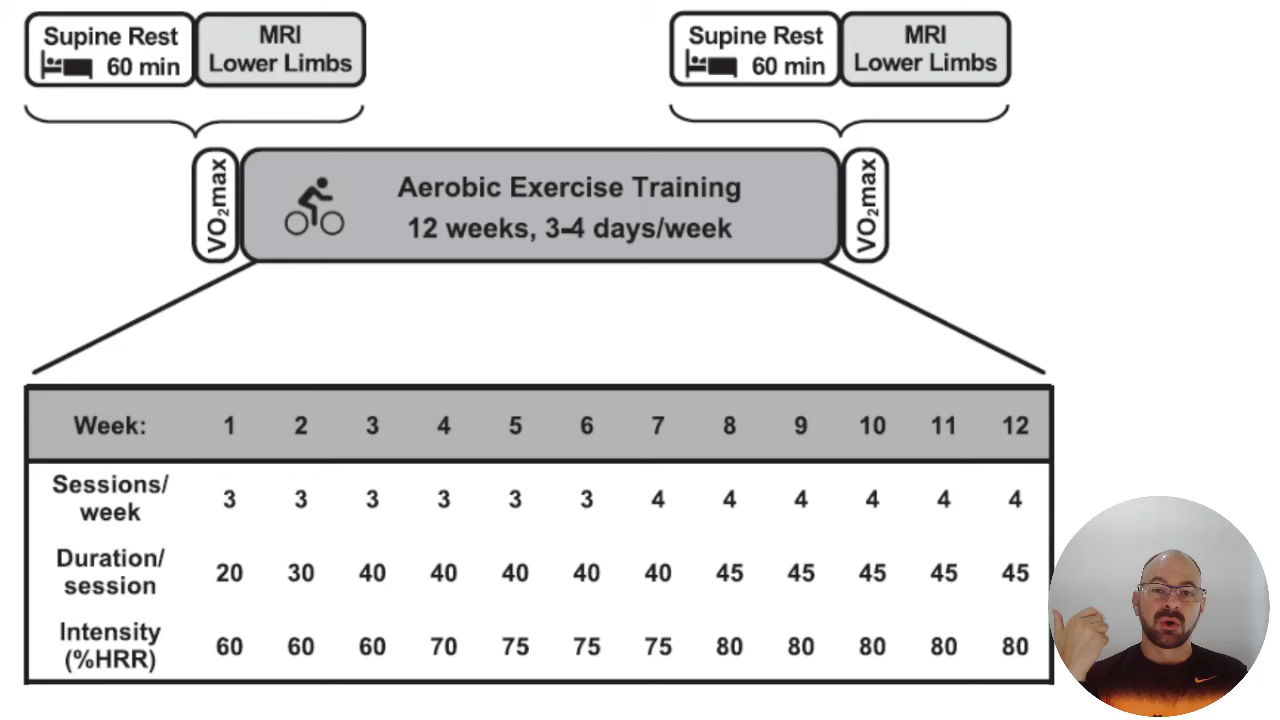 Supine Rest
60 min
MRI
Lower Limbs
Supine Rest
60 min
MRI
Lower Limbs
VO₂max
Aerobic Exercise Training
12 weeks, 3-4 days/week
VO₂max
Week: 1 2 3 4 5 6 7 8 9 10 11 12
Sessions/
week 3 3 3 3 3 3 4 4 4 4 4 4
Duration/
session 20 30 40 40 40 40 40 45 45 45 45 45
Intensity
(%HRR) 60 60 60 70 75 75 75 80 80 80 80 80